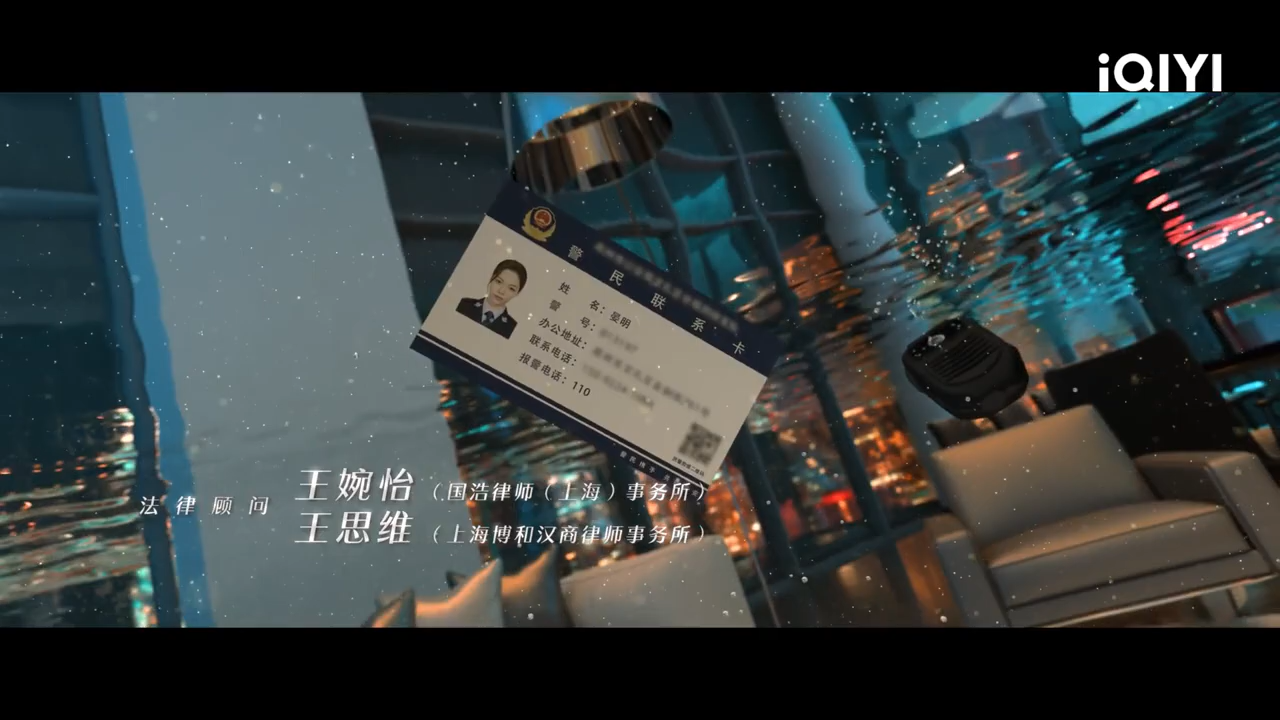 iQIYI
警民联系卡
姓 名：晏明
警 号：
办公地址：
联系电话：
报警电话：110
法律顾问
王婉怡（国浩律师（上海）事务所）
王思维（上海博和汉商律师事务所）